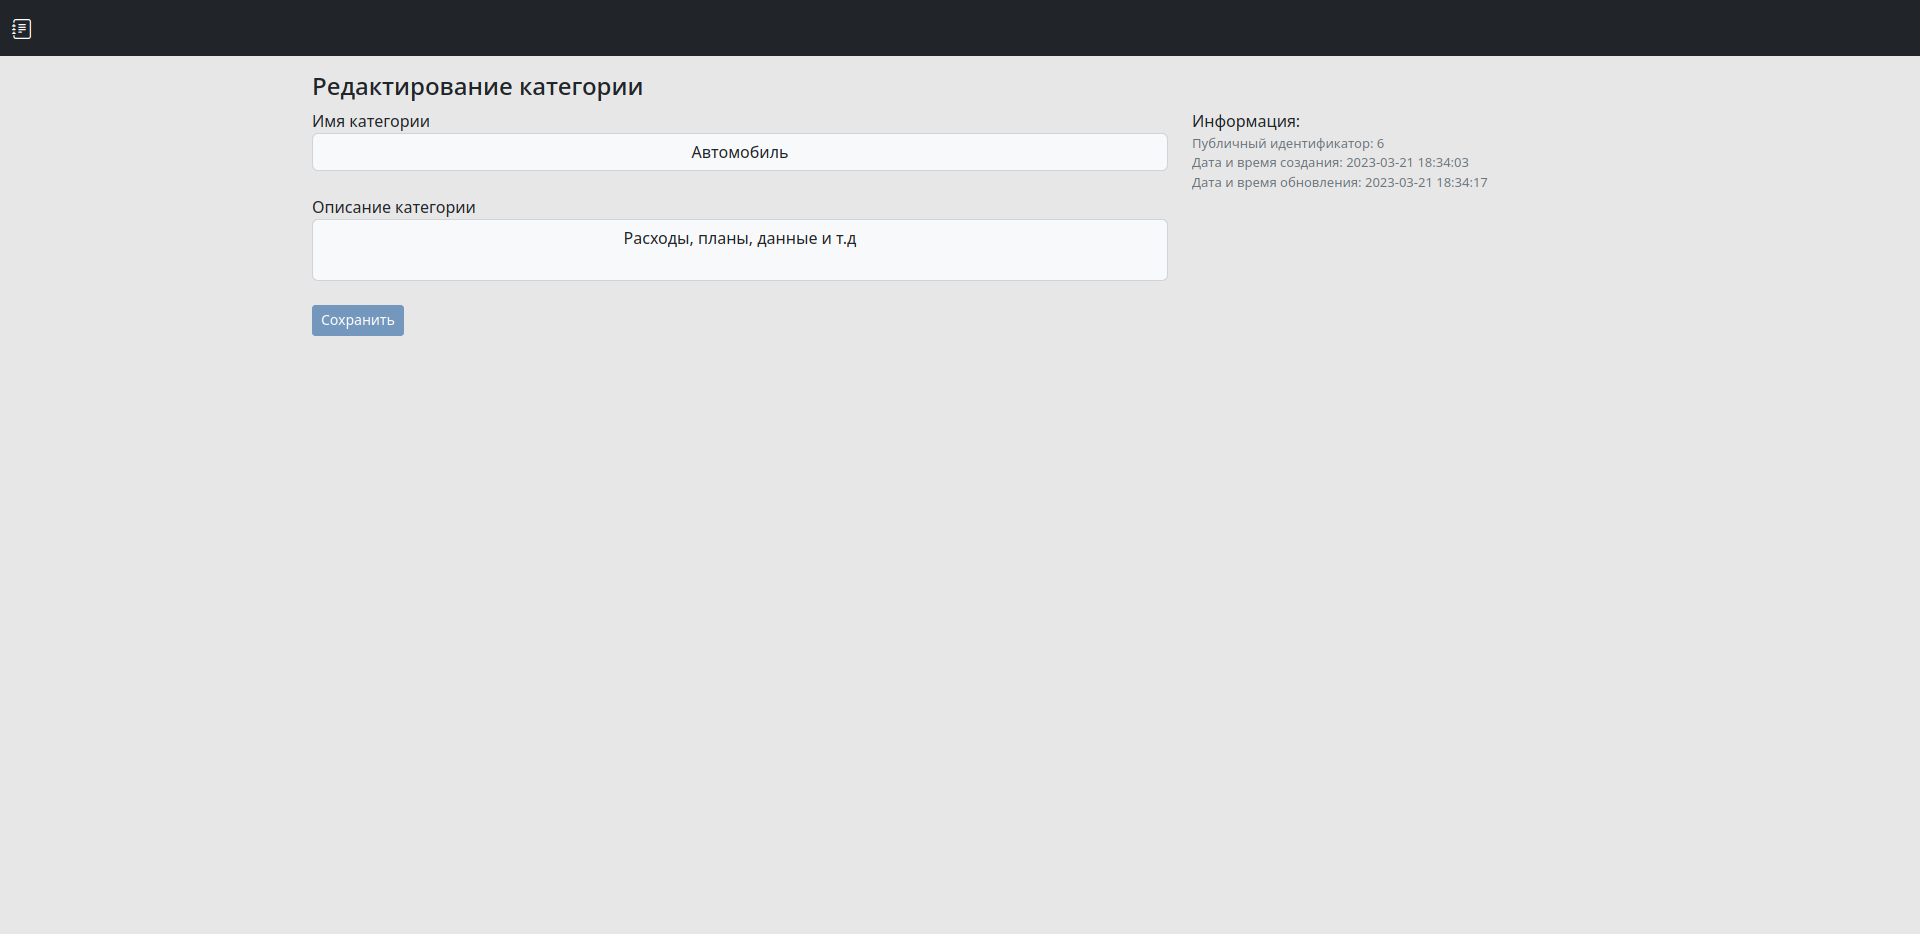 Редактирование категории
Имя категории
Автомобиль
Описание категории
Расходы, планы, данные и т.д
Сохранить
Информация:
Публичный идентификатор: 6
Дата и время создания: 2023-03-21 18:34:03
Дата и время обновления: 2023-03-21 18:34:17